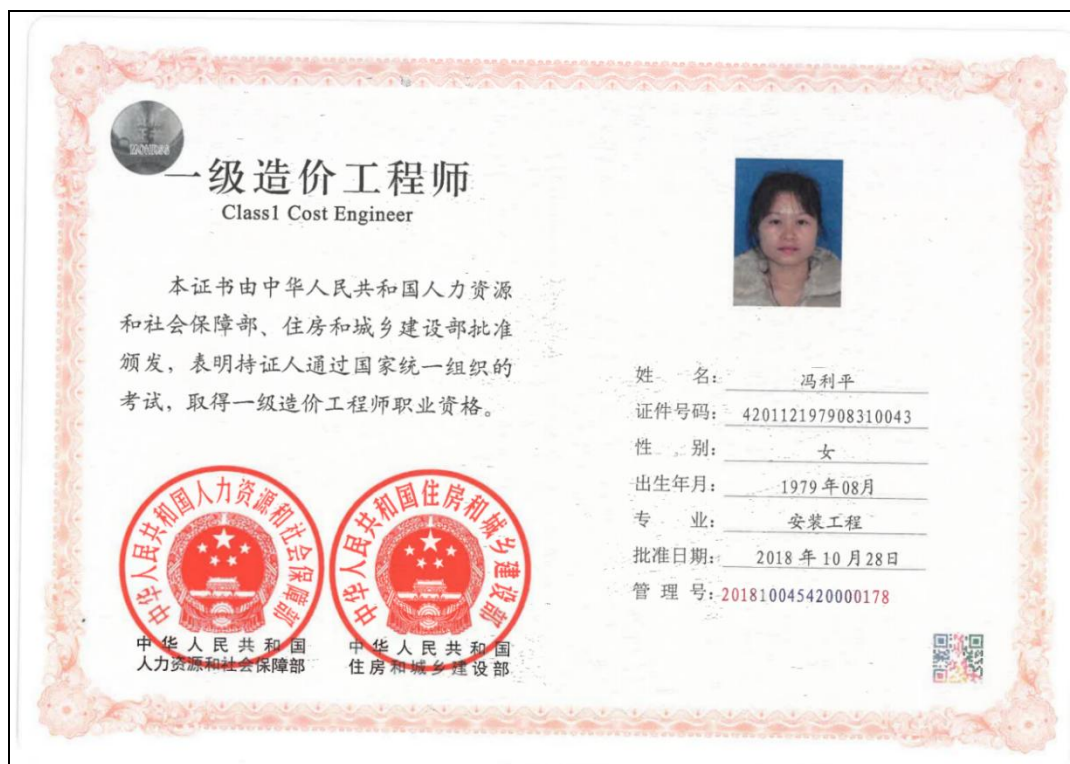 一级造价工程师
Class1 Cost Engineer
本证书由中华人民共和国人力资源
和社会保障部、住房和城乡建设部批准
颁发，表明持证人通过国家统一组织的
考试，取得一级造价工程师职业资格。
中华人民共和国人力资源和社会保障部
中华人民共和国
人力资源和社会保障部
中华人民共和国住房和城乡建设部
中华人民共和国
住房和城乡建设部
姓 名：冯利平
证件号码：420112197908310043
性 别：女
出生年月：1979年08月
专 业：安装工程
批准日期：2018年10月28日
管 理 号：201810045420000178